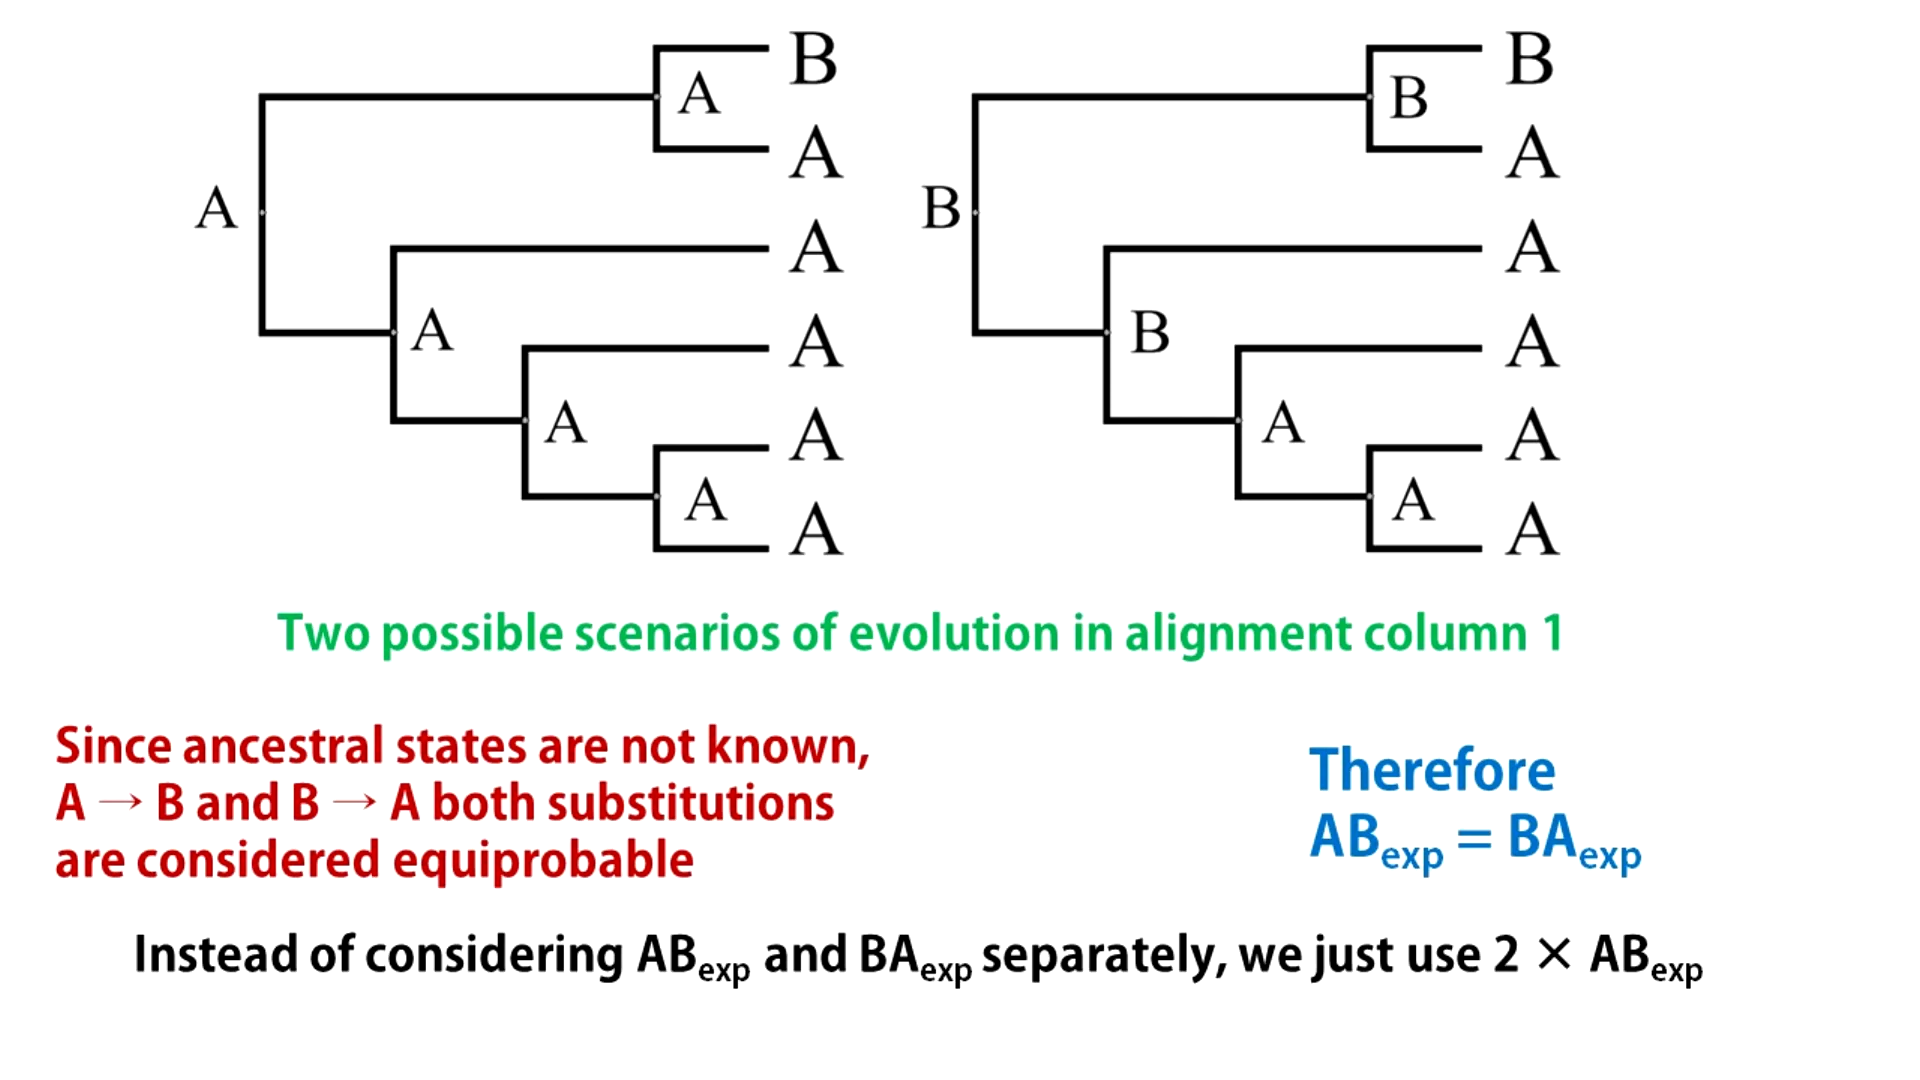 B
A
A
A
A
A
A
A
A
A
A
B
A
A
A
A
A
B
B
B
A
A
Two possible scenarios of evolution in alignment column 1
Since ancestral states are not known,
A → B and B → A both substitutions
are considered equiprobable
Therefore
ABexp = BAexp
Instead of considering ABexp and BAexp separately, we just use 2 × ABexp